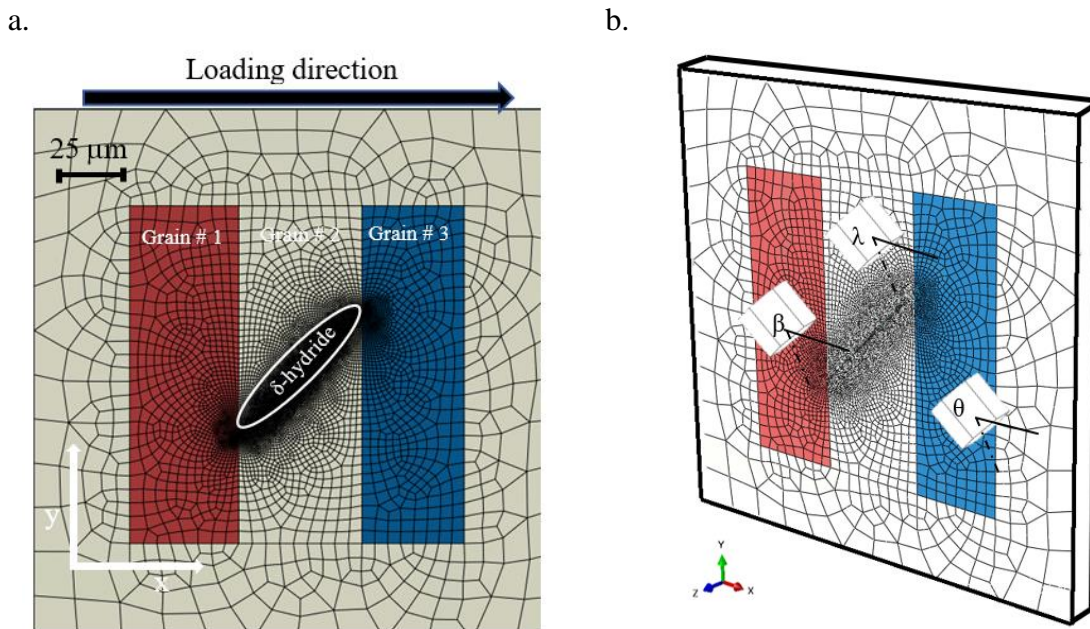 a.
b.
Loading direction
25 μm
Grain # 1
Grain # 2
Grain # 3
δ-hydride
y
x
λ
β
θ
Y
Z
X